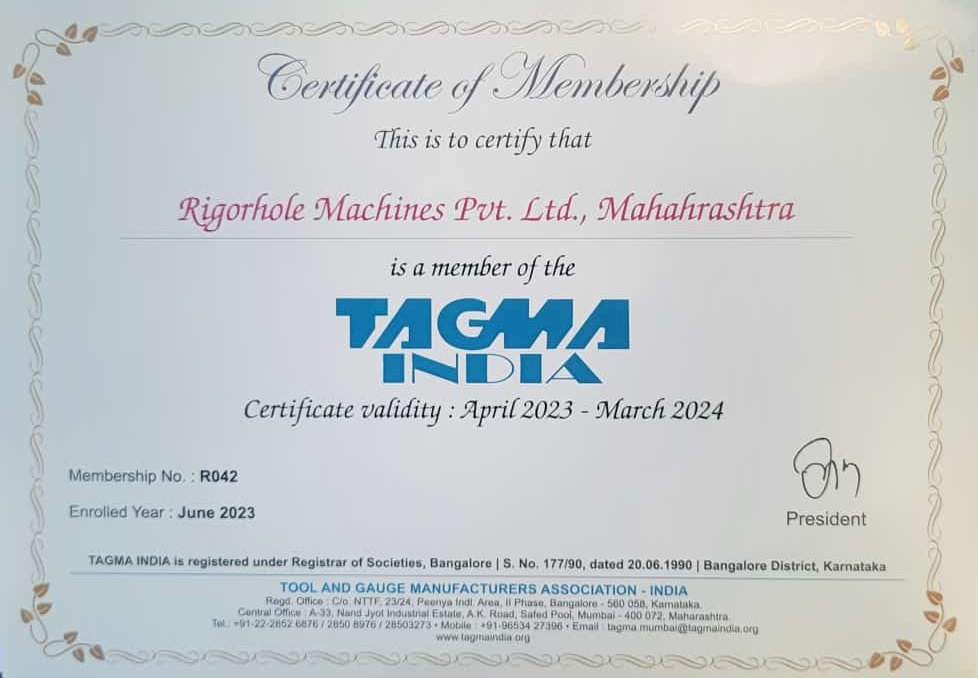 Certificate of Membership
This is to certify that
Rigorhole Machines Pvt. Ltd., Mahahrashtra
is a member of the
TAGMA
INDIA
Certificate validity : April 2023 - March 2024
Membership No. : R042
Enrolled Year : June 2023
President
TAGMA INDIA is registered under Registrar of Societies, Bangalore | S. No. 177/90, dated 20.06.1990 | Bangalore District, Karnataka
TOOL AND GAUGE MANUFACTURERS ASSOCIATION - INDIA
Regd. Office : C/o. NTTF, 23/24, Peenya Indl. Area, II Phase, Bangalore - 560 058, Karnataka.
Central Office : A-33, Nand Jyot Industrial Estate, A.K. Road, Safed Pool, Mumbai - 400 072, Maharashtra.
Tel.: +91-22-2852 6876 / 2850 8976 / 28503273 • Mobile : +91-96534 27396 • Email : tagma.mumbai@tagmaindia.org
www.tagmaindia.org